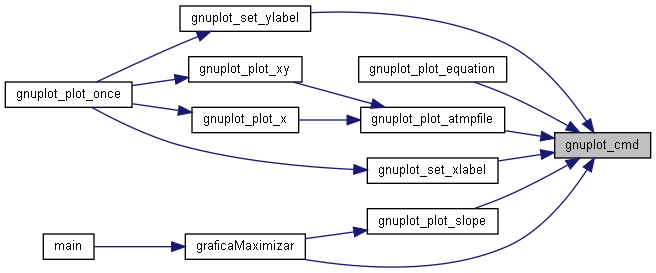 gnuplot_set_ylabel
gnuplot_plot_xy
gnuplot_plot_equation
gnuplot_plot_once
gnuplot_plot_x
gnuplot_plot_atmpfile
gnuplot_cmd
gnuplot_set_xlabel
gnuplot_plot_slope
main
graficaMaximizar